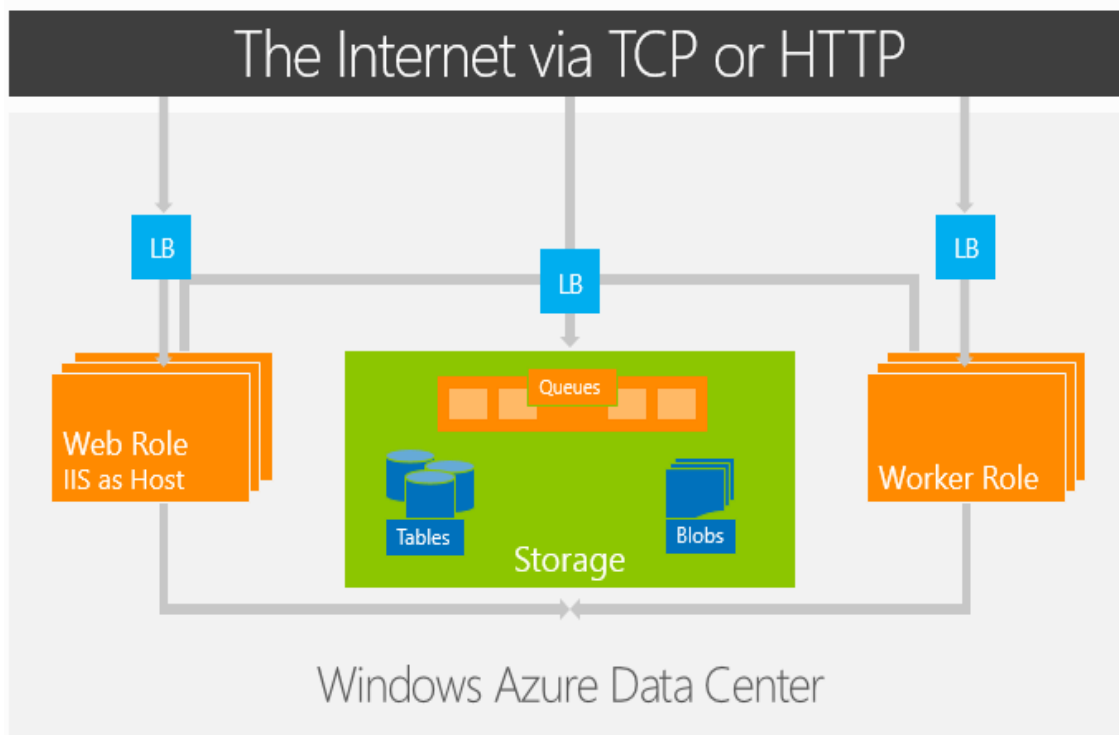 The Internet via TCP or HTTP
LB
LB
LB
Queues
Web Role
IIS as Host
Worker Role
Tables
Blobs
Storage
Windows Azure Data Center